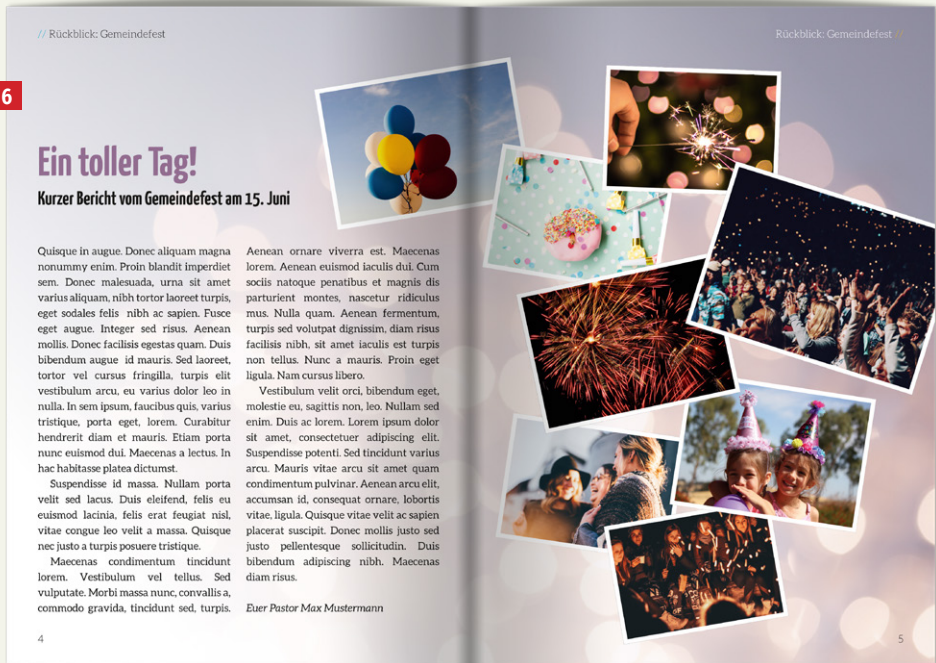 // Rückblick: Gemeindefest
Rückblick: Gemeindefest //
6
Ein toller Tag!
Kurzer Bericht vom Gemeindefest am 15. Juni
Quisque in augue. Donec aliquam magna
nonummy enim. Proin blandit imperdiet
sem. Donec malesuada, urna sit amet
varius aliquam, nibh tortor laoreet turpis,
eget sodales felis nibh ac sapien. Fusce
eget augue. Integer sed risus. Aenean
mollis. Donec facilisis egestas quam. Duis
bibendum augue id mauris. Sed laoreet,
tortor vel cursus fringilla, turpis elit
vestibulum arcu, eu varius dolor leo in
nulla. In sem ipsum, faucibus quis, varius
tristique, porta eget, lorem. Curabitur
hendrerit diam et mauris. Etiam porta
nunc euismod dui. Maecenas a lectus. In
hac habitasse platea dictumst.
Suspendisse id massa. Nullam porta
velit sed lacus. Duis eleifend, felis eu
euismod lacinia, felis erat feugiat nisl,
vitae congue leo velit a massa. Quisque
nec justo a turpis posuere tristique.
Maecenas condimentum tincidunt
lorem. Vestibulum vel tellus. Sed
vulputate. Morbi massa nunc, convallis a,
commodo gravida, tincidunt sed, turpis.
Aenean ornare viverra est. Maecenas
lorem. Aenean euismod iaculis dui. Cum
sociis natoque penatibus et magnis dis
parturient montes, nascetur ridiculus
mus. Nulla quam. Aenean fermentum,
turpis sed volutpat dignissim, diam risus
facilisis nibh, sit amet iaculis est turpis
non tellus. Nunc a mauris. Proin eget
ligula. Nam cursus libero.
Vestibulum velit orci, bibendum eget,
molestie eu, sagittis non, leo. Nullam sed
enim. Duis ac lorem. Lorem ipsum dolor
sit amet, consectetuer adipiscing elit.
Suspendisse potenti. Sed tincidunt varius
arcu. Mauris vitae arcu sit amet quam
condimentum pulvinar. Aenean arcu elit,
accumsan id, consequat ornare, lobortis
vitae, ligula. Quisque vitae velit ac sapien
placerat suscipit. Donec mollis justo sed
justo pellentesque sollicitudin. Duis
bibendum adipiscing nibh. Maecenas
diam risus.
Euer Pastor Max Mustermann
4
5